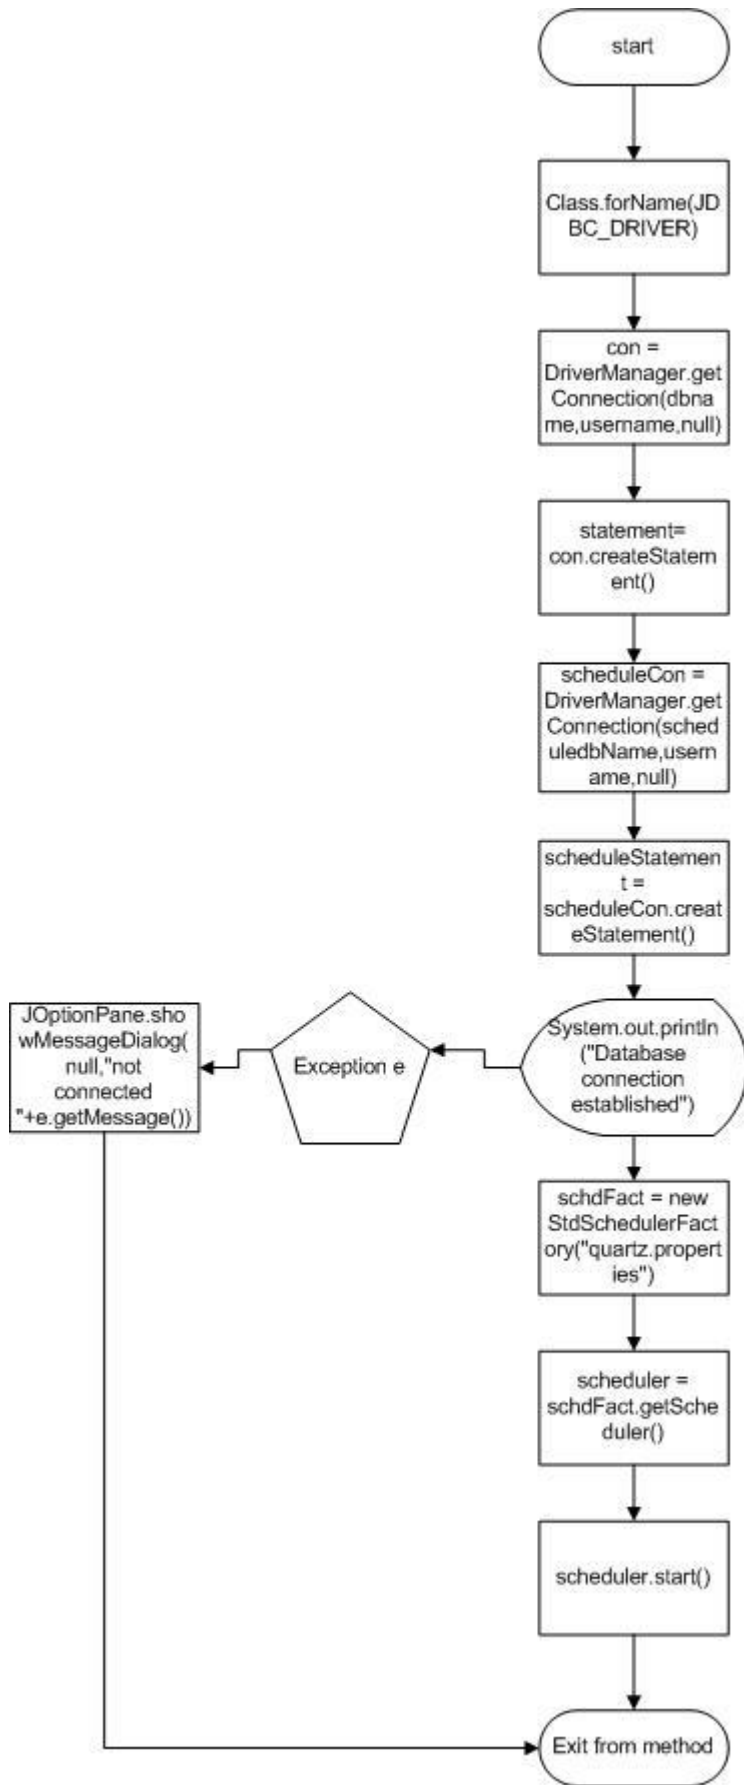 start
Class.forName(JD
BC_DRIVER)
con =
DriverManager.get
Connection(dbna
me,username,null)
statement=
con.createStatem
ent()
scheduleCon =
DriverManager.get
Connection(sched
uledbName,usern
ame,null)
scheduleStatemen
t =
scheduleCon.creat
eStatement()
System.out.println
("Database
connection
established")
Exception e
JOptionPane.sho
wMessageDialog(
null,"not
connected
"+e.getMessage())
schdFact = new
StdSchedulerFact
ory("quartz.propert
ies")
scheduler =
schdFact.getSche
duler()
scheduler.start()
Exit from method